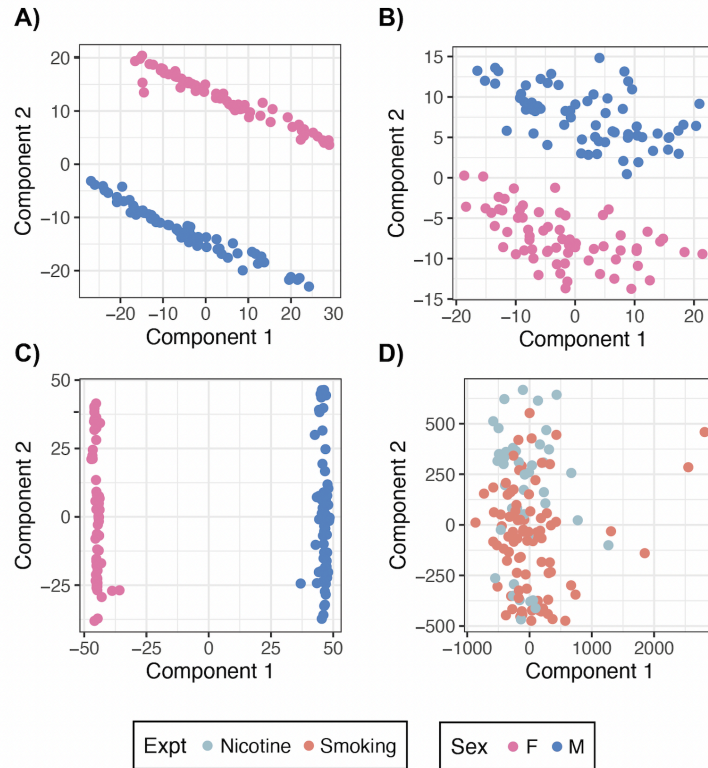 A)
20
10
0
−10
−20
Component 2
−20 −10 0 10 20 30
Component 1
B)
15
10
5
0
−5
−10
−15
Component 2
−20 −10 0 10 20
Component 1
C)
50
25
0
−25
−50
Component 2
−50 −25 0 25 50
Component 1
D)
500
250
0
−250
−500
Component 2
−1000 0 1000 2000
Component 1
Expt Nicotine Smoking
Sex F M